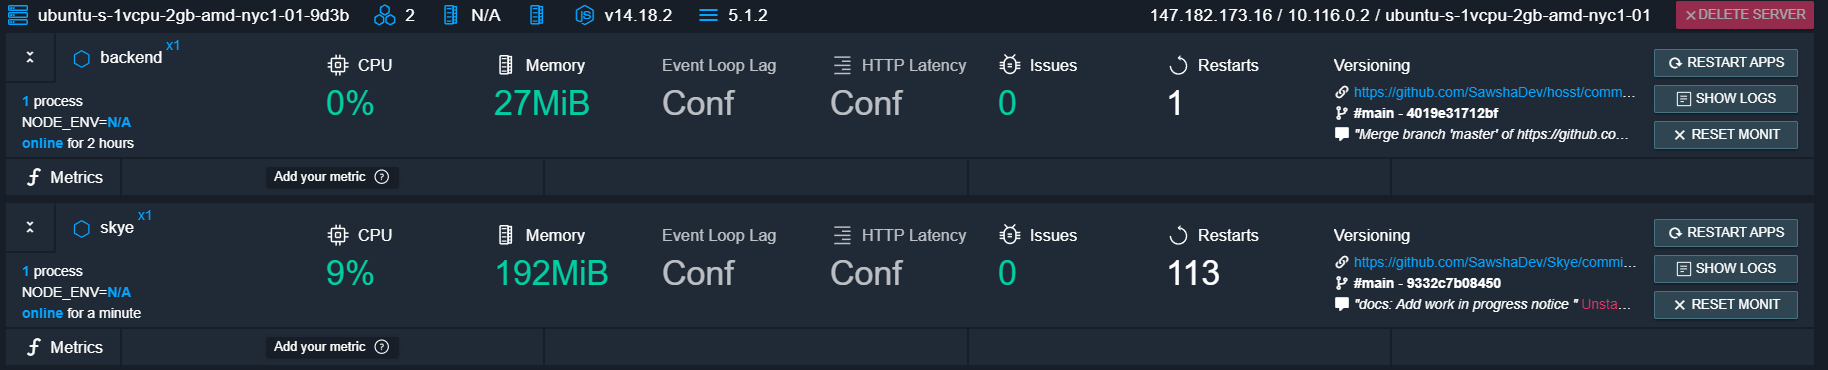 ubuntu-s-1vcpu-2gb-amd-nyc1-01-9d3b 2 N/A v14.18.2 5.1.2 147.182.173.16 / 10.116.0.2 / ubuntu-s-1vcpu-2gb-amd-nyc1-01 ×DELETE SERVER
backend x1
1 process
NODE_ENV=N/A
online for 2 hours
CPU
0%
Memory
27MiB
Event Loop Lag
Conf
HTTP Latency
Conf
Issues
0
Restarts
1
Versioning
https://github.com/SawshaDev/hosst/comm...
#main - 4019e31712bf
"Merge branch 'master' of https://github.co...
RESTART APPS
SHOW LOGS
RESET MONIT
Metrics
Add your metric ?
skye x1
1 process
NODE_ENV=N/A
online for a minute
CPU
9%
Memory
192MiB
Event Loop Lag
Conf
HTTP Latency
Conf
Issues
0
Restarts
113
Versioning
https://github.com/SawshaDev/Skye/commi...
#main - 9332c7b08450
"docs: Add work in progress notice " Unsta...
RESTART APPS
SHOW LOGS
RESET MONIT
Metrics
Add your metric ?